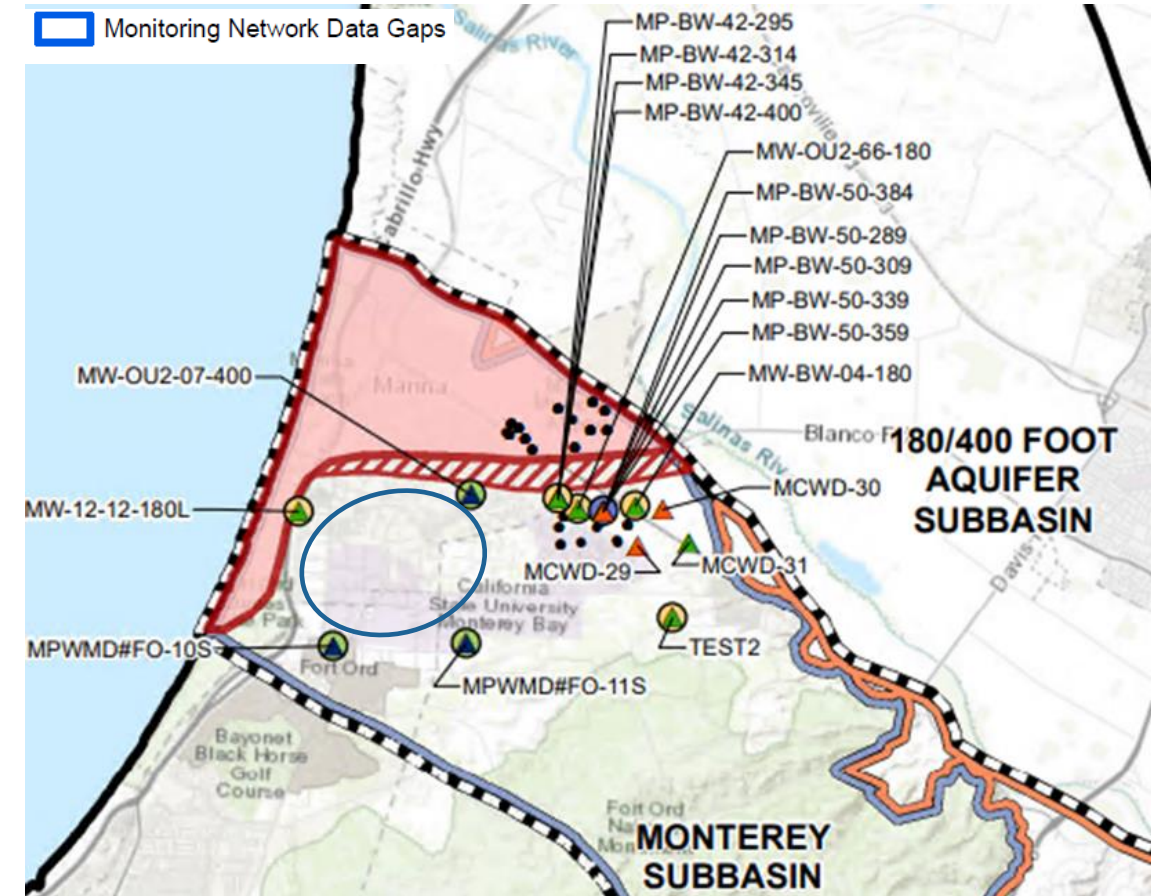 Monitoring Network Data Gaps
Salinas
River
MP-BW-42-295
MP-BW-42-314
MP-BW-42-345
MP-BW-42-400
MW-OU2-66-180
MP-BW-50-384
MP-BW-50-289
MP-BW-50-309
MP-BW-50-339
MP-BW-50-359
MW-BW-04-180
abrillo Hwy
MW-OU2-07-400
Marina
Salinas Riv
Blanco
180/400 FOOT
AQUIFER
SUBBASIN
MCWD-30
MW-12-12-180L
MCWD-29
MCWD-31
Davis
California
State University
Monterey Bay
Park
MPWMD#FO-10S
Fort Ord
TEST2
MPWMD#FO-11S
Bayonet
Black Horse
Golf
Course
Fort Ord
MONTEREY
SUBBASIN